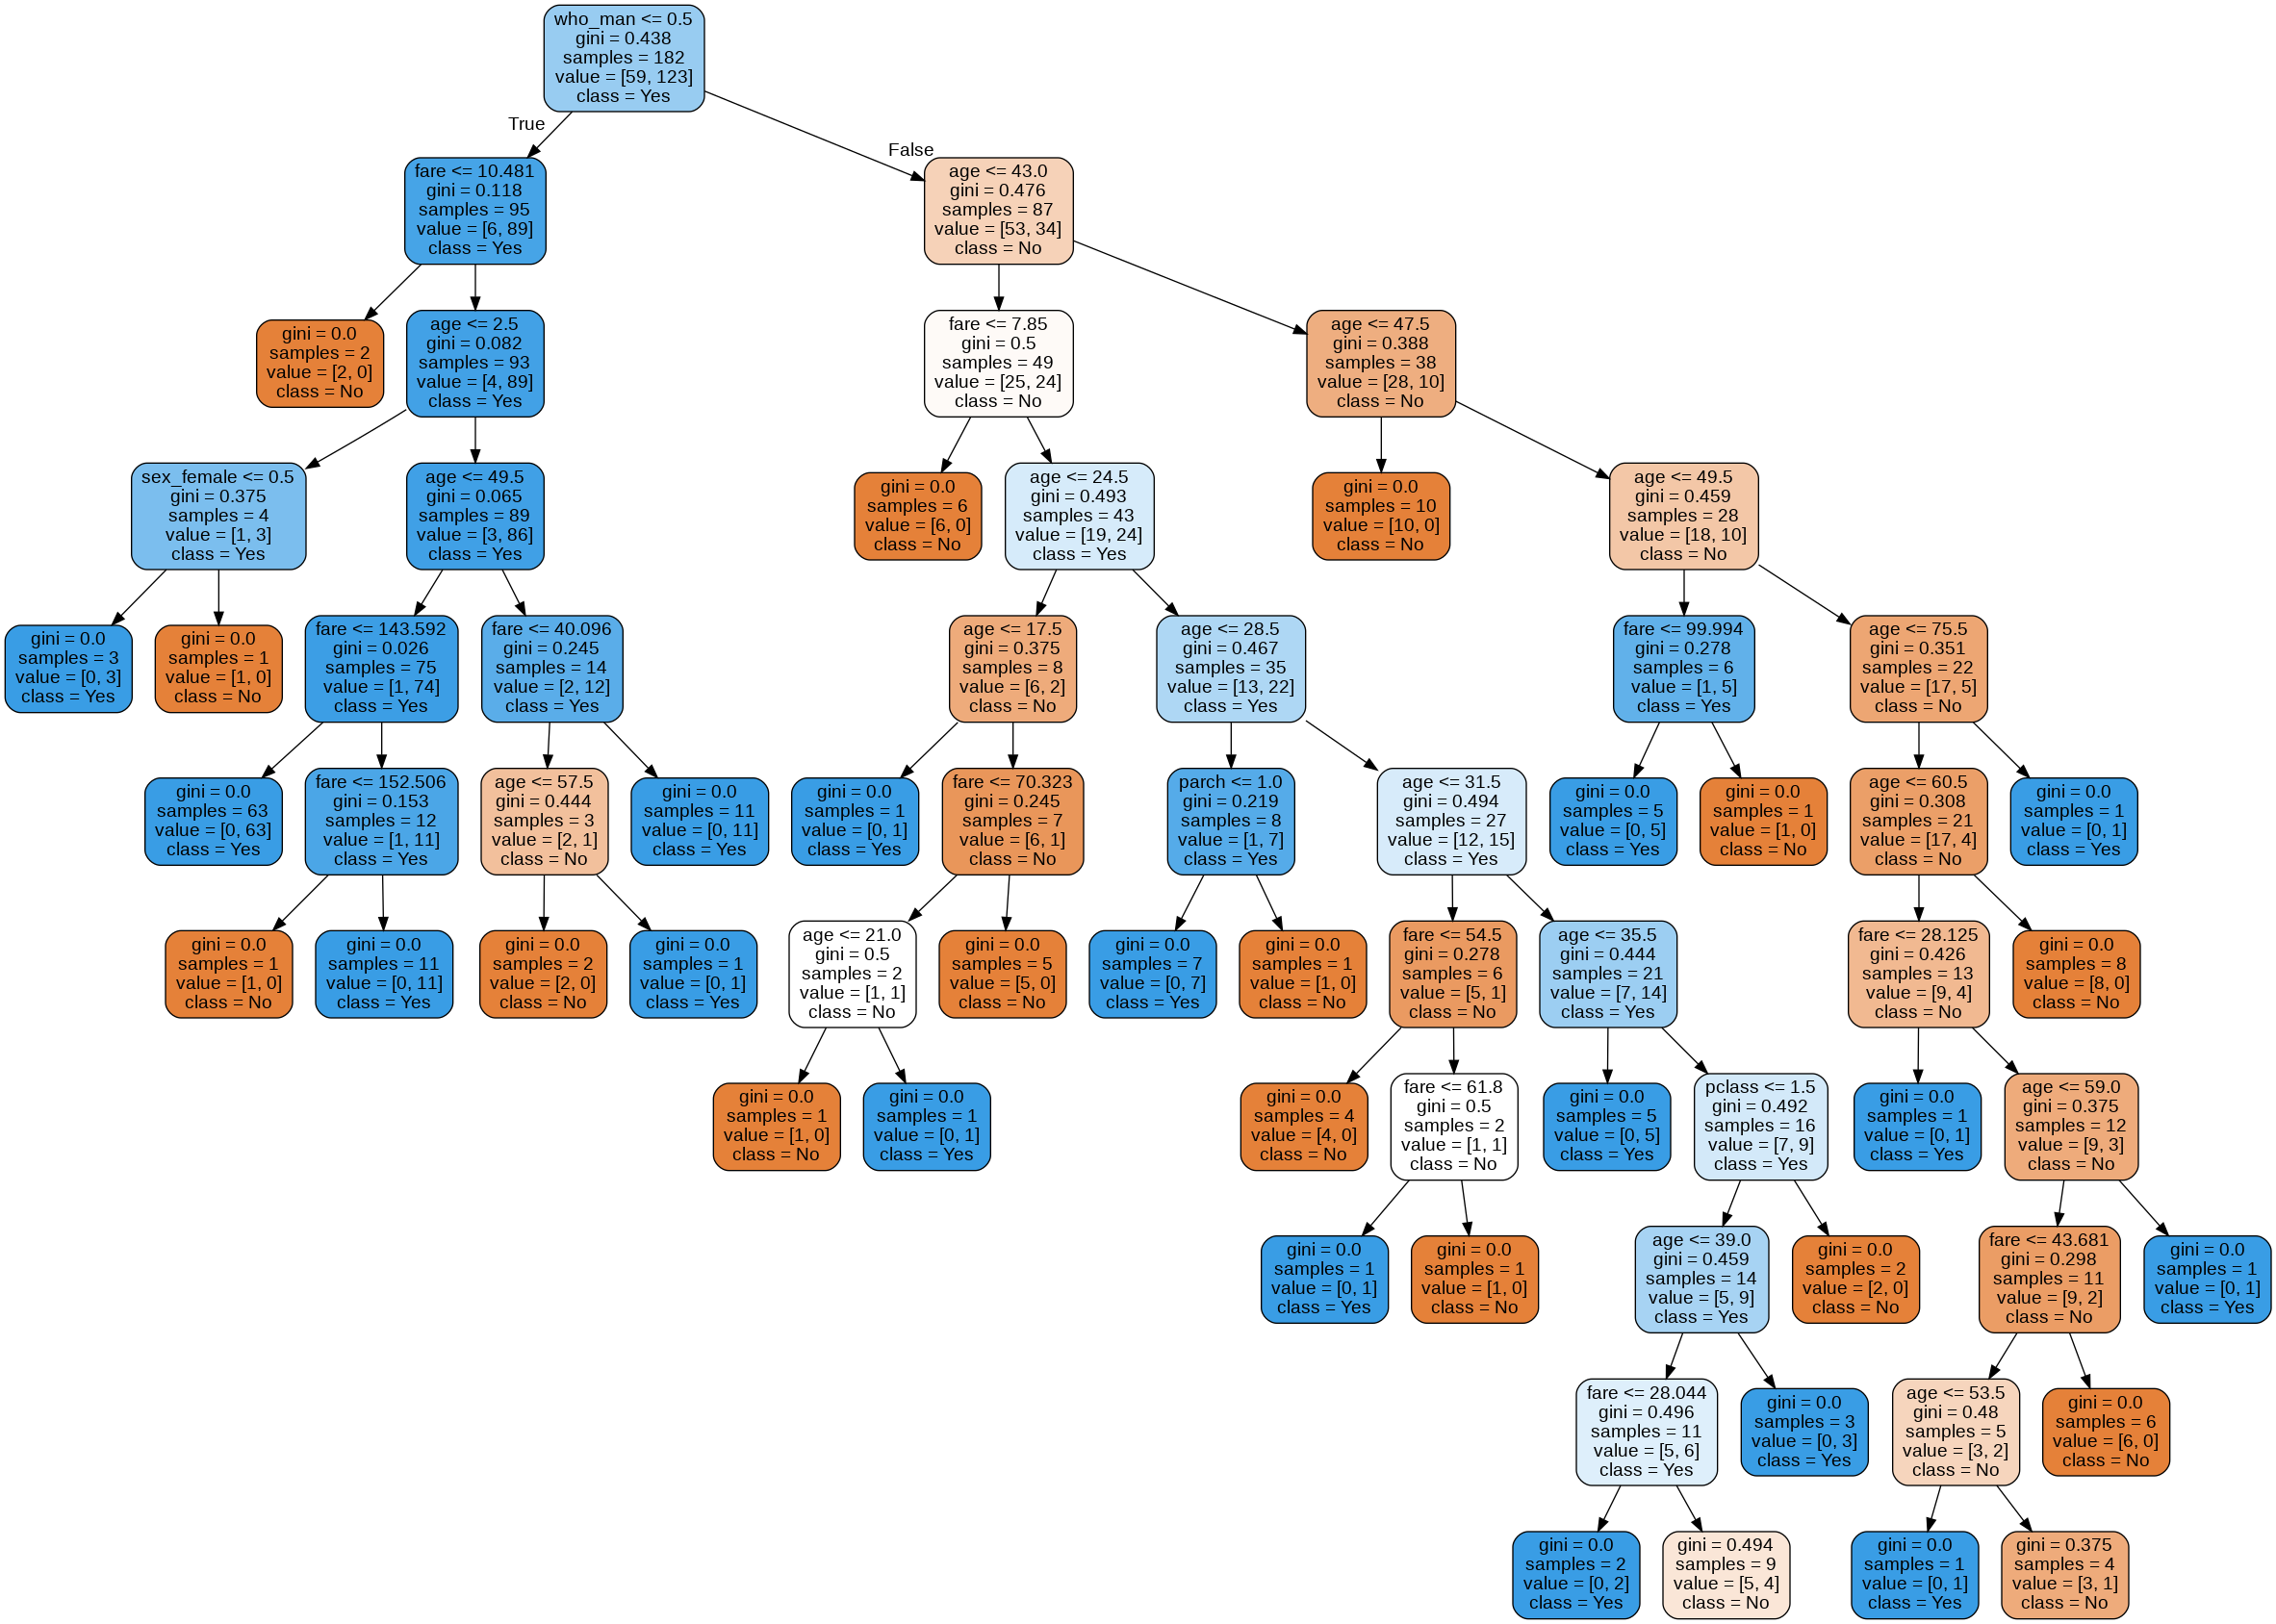 who_man <= 0.5
gini = 0.438
samples = 182
value = [59, 123]
class = Yes
True
False
fare <= 10.481
gini = 0.118
samples = 95
value = [6, 89]
class = Yes
age <= 43.0
gini = 0.476
samples = 87
value = [53, 34]
class = No
gini = 0.0
samples = 2
value = [2, 0]
class = No
age <= 2.5
gini = 0.082
samples = 93
value = [4, 89]
class = Yes
fare <= 7.85
gini = 0.5
samples = 49
value = [25, 24]
class = No
age <= 47.5
gini = 0.388
samples = 38
value = [28, 10]
class = No
sex_female <= 0.5
gini = 0.375
samples = 4
value = [1, 3]
class = Yes
age <= 49.5
gini = 0.065
samples = 89
value = [3, 86]
class = Yes
gini = 0.0
samples = 6
value = [6, 0]
class = No
age <= 24.5
gini = 0.493
samples = 43
value = [19, 24]
class = Yes
gini = 0.0
samples = 10
value = [10, 0]
class = No
age <= 49.5
gini = 0.459
samples = 28
value = [18, 10]
class = No
gini = 0.0
samples = 3
value = [0, 3]
class = Yes
gini = 0.0
samples = 1
value = [1, 0]
class = No
fare <= 143.592
gini = 0.026
samples = 75
value = [1, 74]
class = Yes
fare <= 40.096
gini = 0.245
samples = 14
value = [2, 12]
class = Yes
age <= 17.5
gini = 0.375
samples = 8
value = [6, 2]
class = No
age <= 28.5
gini = 0.467
samples = 35
value = [13, 22]
class = Yes
fare <= 99.994
gini = 0.278
samples = 6
value = [1, 5]
class = Yes
age <= 75.5
gini = 0.351
samples = 22
value = [17, 5]
class = No
gini = 0.0
samples = 63
value = [0, 63]
class = Yes
fare <= 152.506
gini = 0.153
samples = 12
value = [1, 11]
class = Yes
age <= 57.5
gini = 0.444
samples = 3
value = [2, 1]
class = No
gini = 0.0
samples = 11
value = [0, 11]
class = Yes
gini = 0.0
samples = 1
value = [0, 1]
class = Yes
fare <= 70.323
gini = 0.245
samples = 7
value = [6, 1]
class = No
parch <= 1.0
gini = 0.219
samples = 8
value = [1, 7]
class = Yes
age <= 31.5
gini = 0.494
samples = 27
value = [12, 15]
class = Yes
gini = 0.0
samples = 5
value = [0, 5]
class = Yes
gini = 0.0
samples = 1
value = [1, 0]
class = No
age <= 60.5
gini = 0.308
samples = 21
value = [17, 4]
class = No
gini = 0.0
samples = 1
value = [0, 1]
class = Yes
gini = 0.0
samples = 1
value = [1, 0]
class = No
gini = 0.0
samples = 11
value = [0, 11]
class = Yes
gini = 0.0
samples = 2
value = [2, 0]
class = No
gini = 0.0
samples = 1
value = [0, 1]
class = Yes
age <= 21.0
gini = 0.5
samples = 2
value = [1, 1]
class = No
gini = 0.0
samples = 5
value = [5, 0]
class = No
gini = 0.0
samples = 7
value = [0, 7]
class = Yes
gini = 0.0
samples = 1
value = [1, 0]
class = No
fare <= 54.5
gini = 0.278
samples = 6
value = [5, 1]
class = No
age <= 35.5
gini = 0.444
samples = 21
value = [7, 14]
class = Yes
fare <= 28.125
gini = 0.426
samples = 13
value = [9, 4]
class = No
gini = 0.0
samples = 8
value = [8, 0]
class = No
gini = 0.0
samples = 1
value = [1, 0]
class = No
gini = 0.0
samples = 1
value = [0, 1]
class = Yes
gini = 0.0
samples = 4
value = [4, 0]
class = No
fare <= 61.8
gini = 0.5
samples = 2
value = [1, 1]
class = No
gini = 0.0
samples = 5
value = [0, 5]
class = Yes
pclass <= 1.5
gini = 0.492
samples = 16
value = [7, 9]
class = Yes
gini = 0.0
samples = 1
value = [0, 1]
class = Yes
age <= 59.0
gini = 0.375
samples = 12
value = [9, 3]
class = No
gini = 0.0
samples = 1
value = [0, 1]
class = Yes
gini = 0.0
samples = 1
value = [1, 0]
class = No
age <= 39.0
gini = 0.459
samples = 14
value = [5, 9]
class = Yes
gini = 0.0
samples = 2
value = [2, 0]
class = No
fare <= 43.681
gini = 0.298
samples = 11
value = [9, 2]
class = No
gini = 0.0
samples = 1
value = [0, 1]
class = Yes
fare <= 28.044
gini = 0.496
samples = 11
value = [5, 6]
class = Yes
gini = 0.0
samples = 3
value = [0, 3]
class = Yes
age <= 53.5
gini = 0.48
samples = 5
value = [3, 2]
class = No
gini = 0.0
samples = 6
value = [6, 0]
class = No
gini = 0.0
samples = 2
value = [0, 2]
class = Yes
gini = 0.494
samples = 9
value = [5, 4]
class = No
gini = 0.0
samples = 1
value = [0, 1]
class = Yes
gini = 0.375
samples = 4
value = [3, 1]
class = No